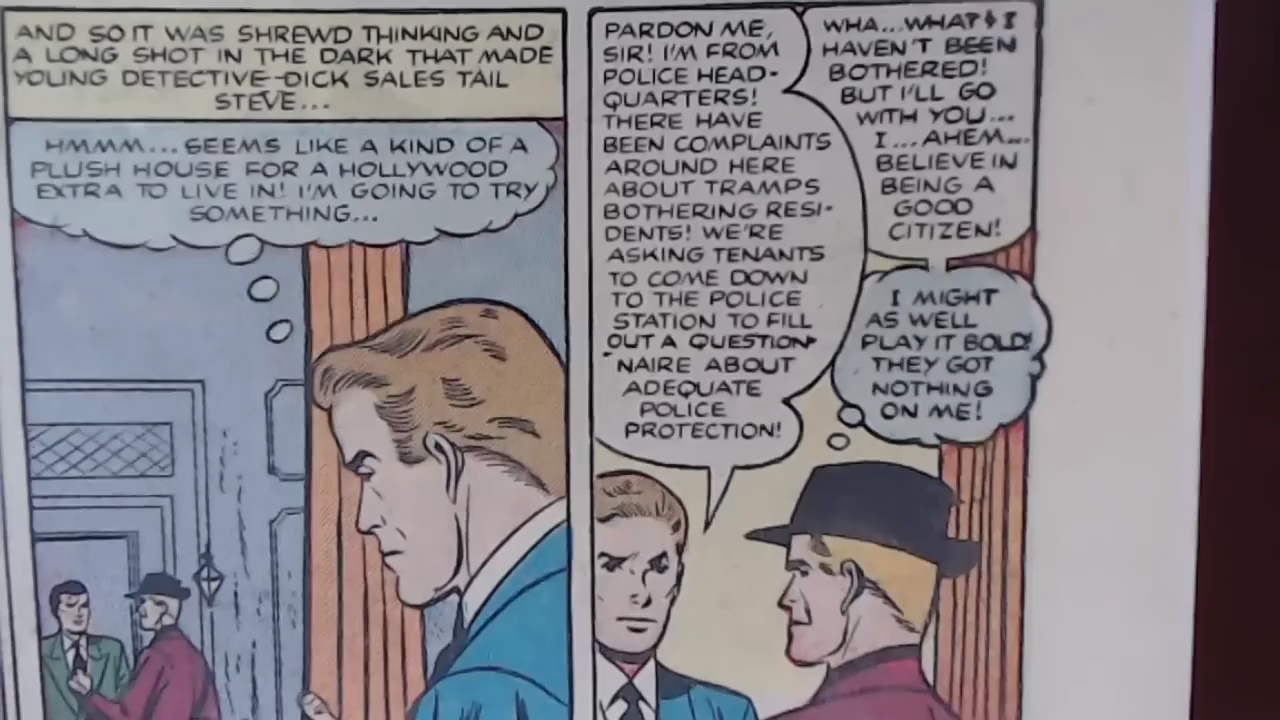 AND SO IT WAS SHREWD THINKING AND
A LONG SHOT IN THE DARK THAT MADE
YOUNG DETECTIVE-DICK SALES TAIL
STEVE...
HMMM... SEEMS LIKE A KIND OF A
PLUSH HOUSE FOR A HOLLYWOOD
EXTRA TO LIVE IN! I'M GOING TO TRY
SOMETHING...
PARDON ME,
SIR! I'M FROM
POLICE HEAD-
QUARTERS!
THERE HAVE
BEEN COMPLAINTS
AROUND HERE
ABOUT TRAMPS
BOTHERING RESI-
DENTS! WE'RE
ASKING TENANTS
TO COME DOWN
TO THE POLICE
STATION TO FILL
OUT A QUESTION-
NAIRE ABOUT
ADEQUATE
POLICE
PROTECTION!
WHA...WHAT? I
HAVEN'T BEEN
BOTHERED!
BUT I'LL GO
WITH YOU...
I...AHEM...
BELIEVE IN
BEING A
GOOD
CITIZEN!
I MIGHT
AS WELL
PLAY IT BOLD!
THEY GOT
NOTHING
ON ME!